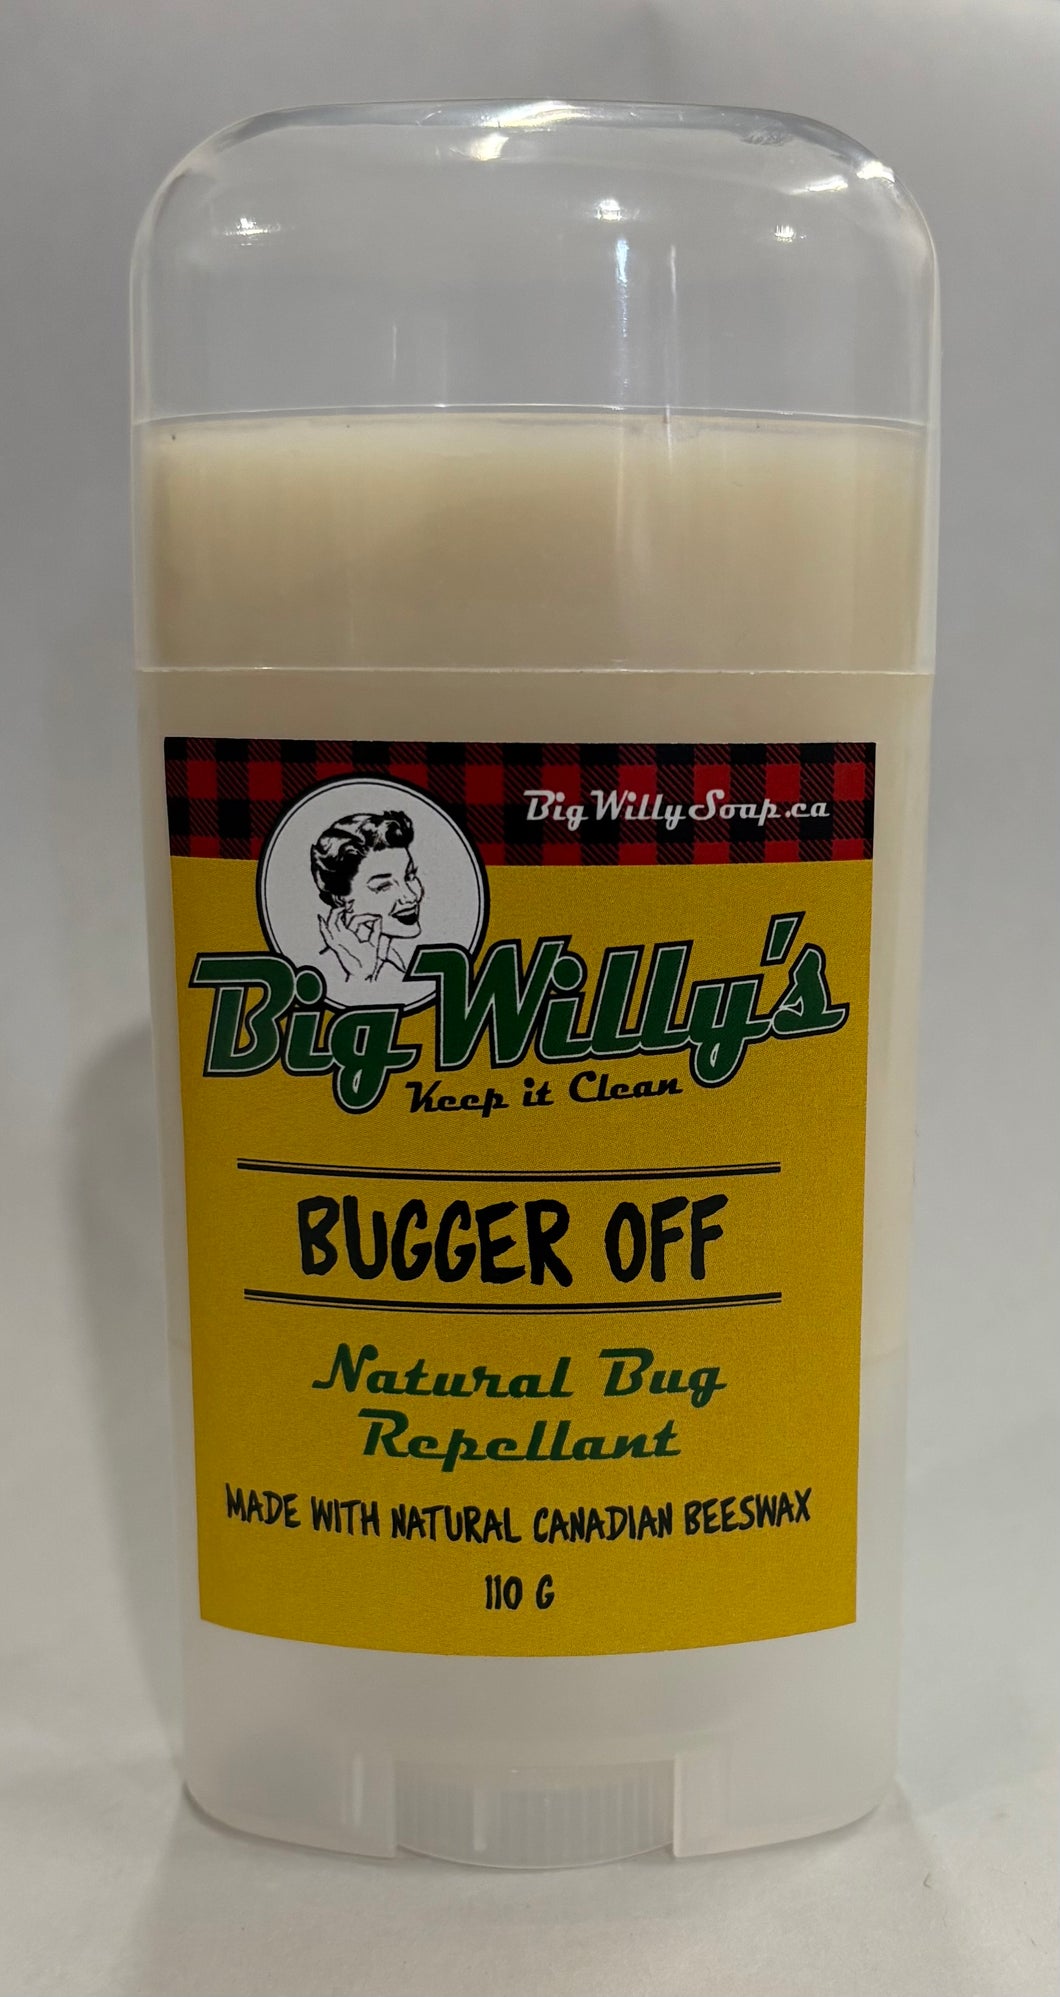 BigWillySoap.ca
Big Willy's
Keep it Clean
BUGGER OFF
Natural Bug
Repellant
MADE WITH NATURAL CANADIAN BEESWAX
110 G